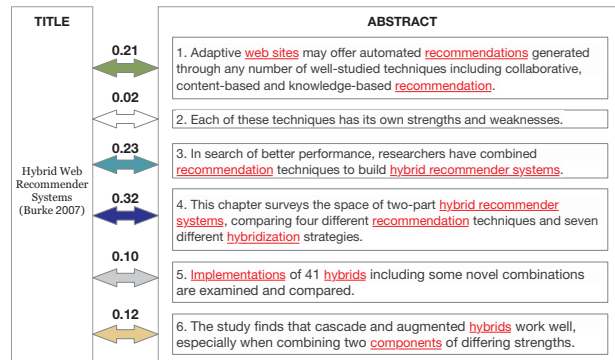 TITLE
ABSTRACT
Hybrid Web
Recommender
Systems
(Burke 2007)
0.21
1. Adaptive web sites may offer automated recommendations generated
through any number of well-studied techniques including collaborative,
content-based and knowledge-based recommendation.
0.02
2. Each of these techniques has its own strengths and weaknesses.
0.23
3. In search of better performance, researchers have combined
recommendation techniques to build hybrid recommender systems.
0.32
4. This chapter surveys the space of two-part hybrid recommender
systems, comparing four different recommendation techniques and seven
different hybridization strategies.
0.10
5. Implementations of 41 hybrids including some novel combinations
are examined and compared.
0.12
6. The study finds that cascade and augmented hybrids work well,
especially when combining two components of differing strengths.